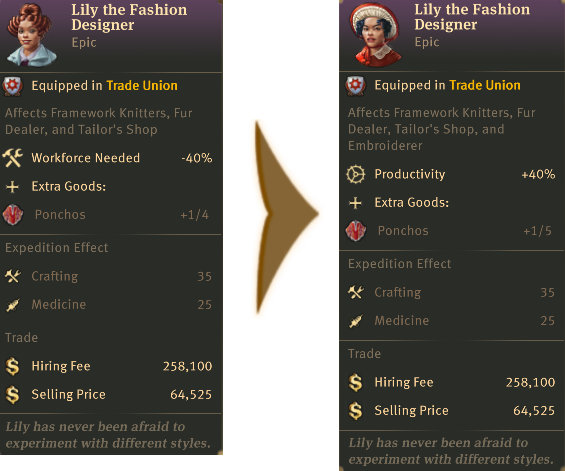 Lily the Fashion
Designer
Epic
Equipped in Trade Union
Affects Framework Knitters, Fur
Dealer, and Tailor's Shop
Workforce Needed -40%
Extra Goods:
Ponchos +1/4
Expedition Effect
Crafting 35
Medicine 25
Trade
Hiring Fee 258,100
Selling Price 64,525
Lily has never been afraid to
experiment with different styles.
Lily the Fashion
Designer
Epic
Equipped in Trade Union
Affects Framework Knitters, Fur
Dealer, Tailor's Shop, and
Embroiderer
Productivity +40%
Extra Goods:
Ponchos +1/5
Expedition Effect
Crafting 35
Medicine 25
Trade
Hiring Fee 258,100
Selling Price 64,525
Lily has never been afraid to
experiment with different styles.